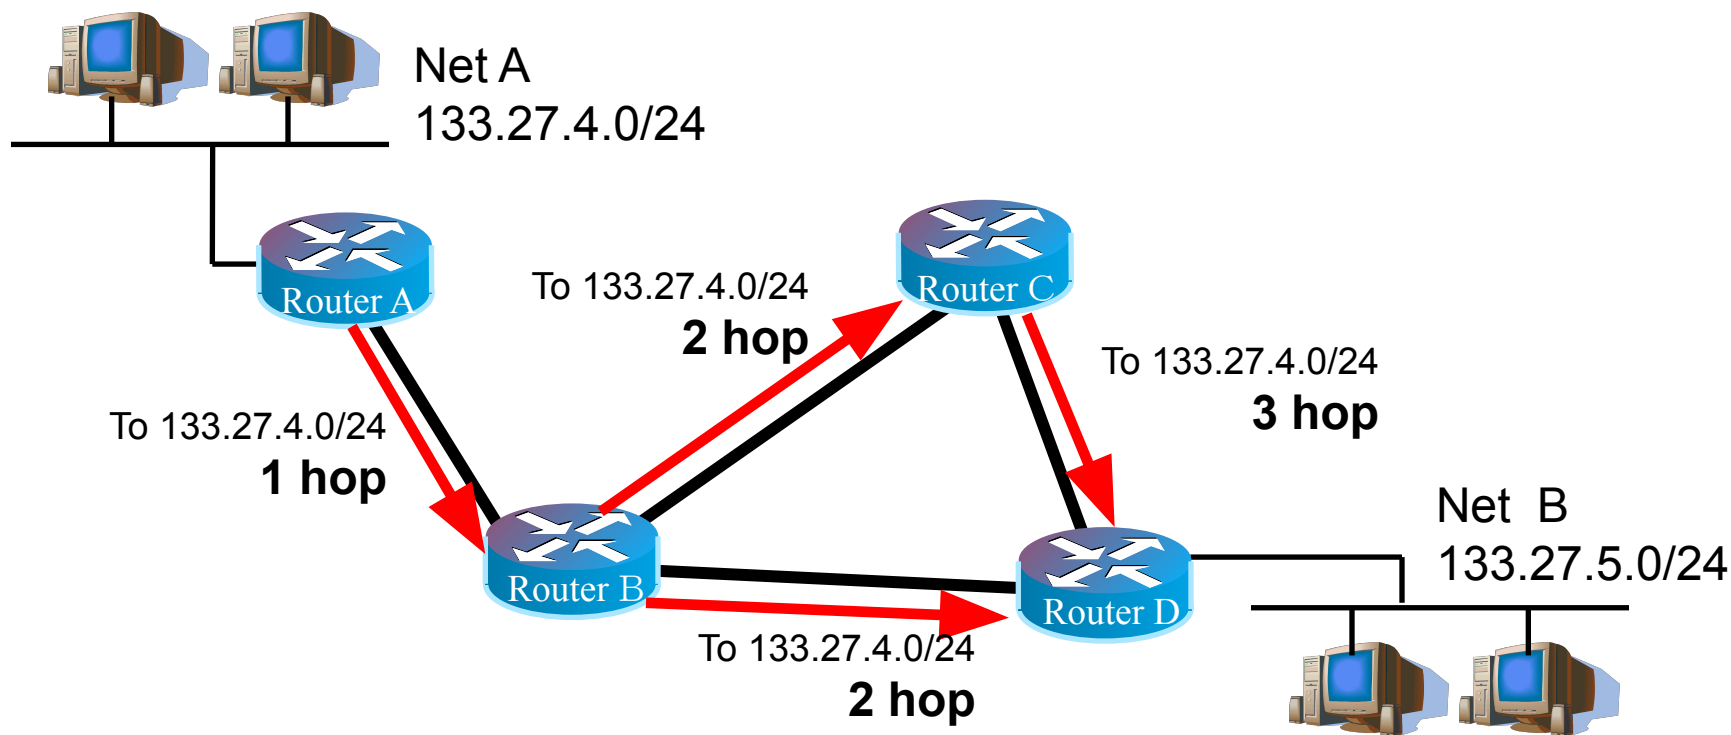 Net A
133.27.4.0/24
Router A
To 133.27.4.0/24
2 hop
Router C
To 133.27.4.0/24
3 hop
To 133.27.4.0/24
1 hop
Router B
Router D
Net B
133.27.5.0/24
To 133.27.4.0/24
2 hop